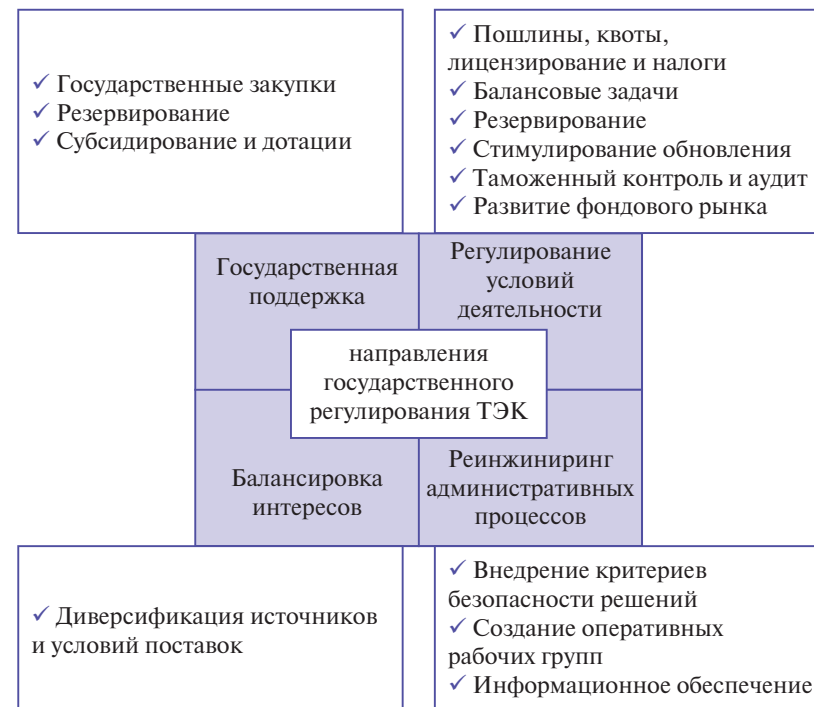 ✓ Государственные закупки
✓ Резервирование
✓ Субсидирование и дотации
✓ Пошлины, квоты,
лицензирование и налоги
✓ Балансовые задачи
✓ Резервирование
✓ Стимулирование обновления
✓ Таможенный контроль и аудит
✓ Развитие фондового рынка
Государственная
поддержка
Регулирование
условий
деятельности
направления
государственного
регулирования ТЭК
Балансировка
интересов
Реинжиниринг
административных
процессов
✓ Диверсификация источников
и условий поставок
✓ Внедрение критериев
безопасности решений
✓ Создание оперативных
рабочих групп
✓ Информационное обеспечение